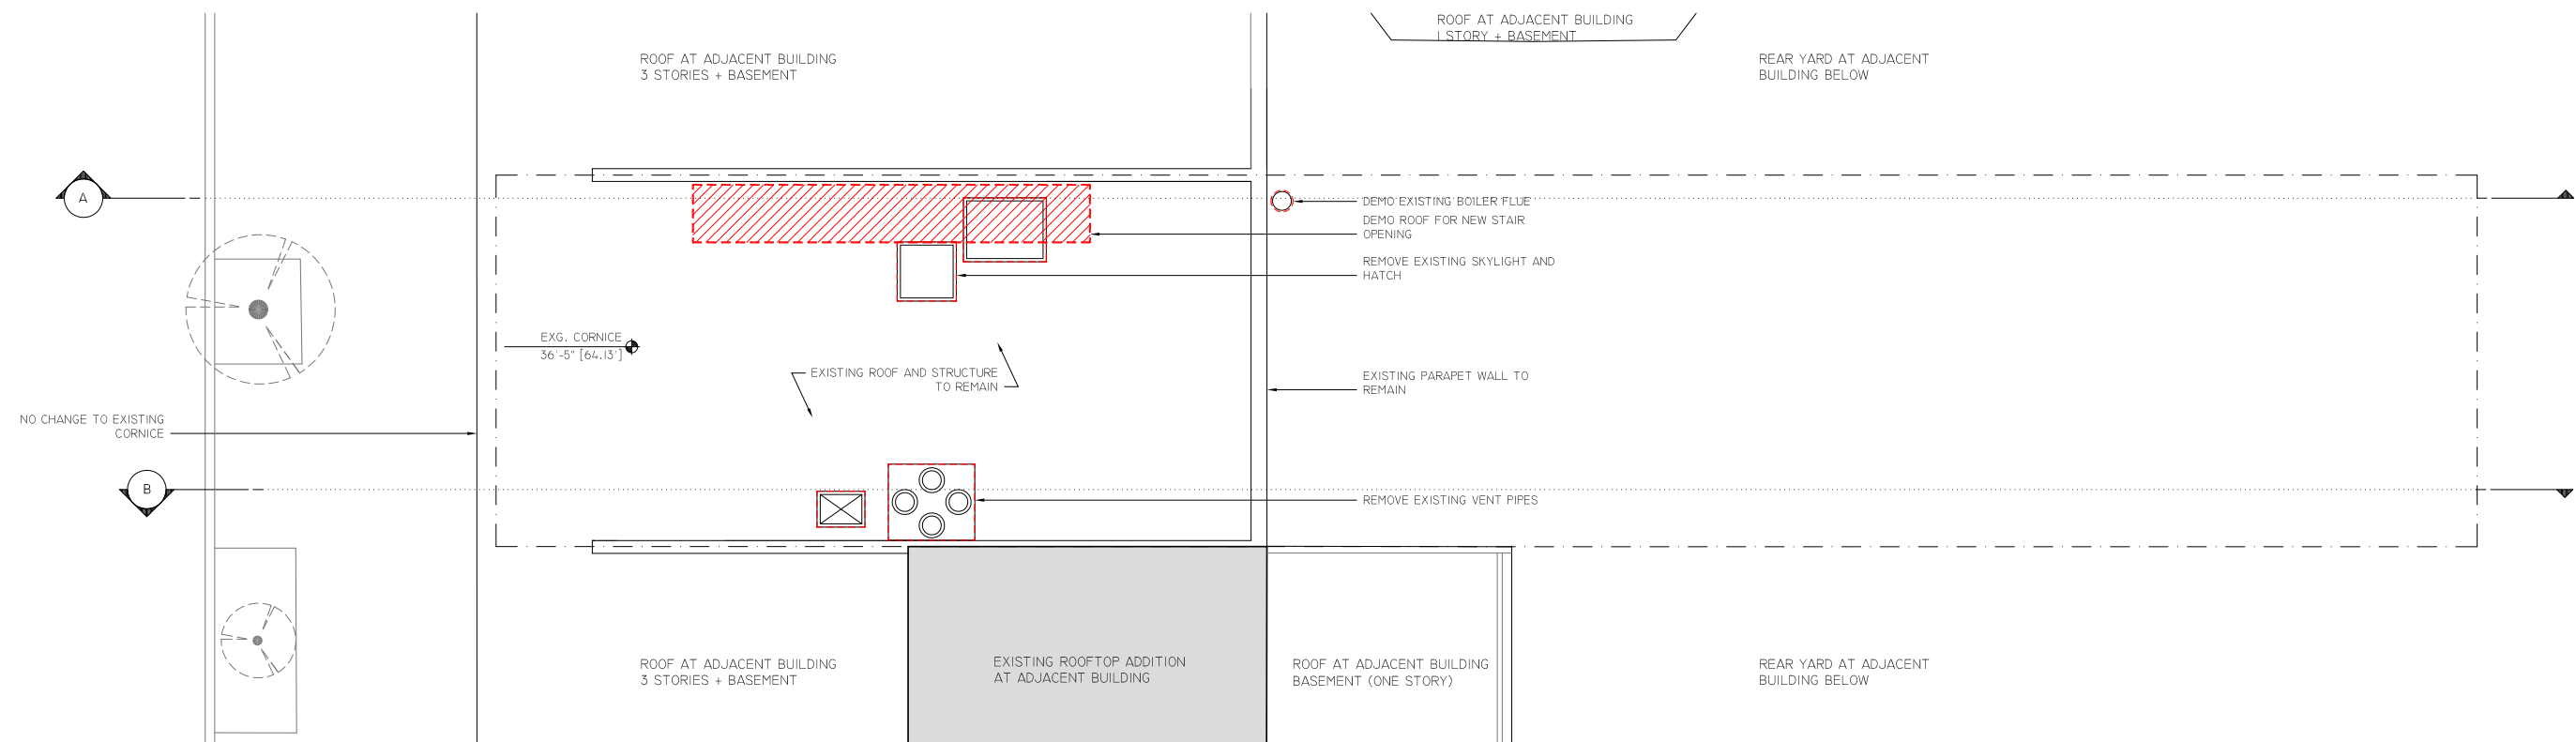 ROOF AT ADJACENT BUILDING
1 STORY + BASEMENT
ROOF AT ADJACENT BUILDING
3 STORIES + BASEMENT
REAR YARD AT ADJACENT
BUILDING BELOW
A
DEMO EXISTING BOILER FLUE
DEMO ROOF FOR NEW STAIR
OPENING
REMOVE EXISTING SKYLIGHT AND
HATCH
EXG. CORNICE
36'-5" [64.13']
EXISTING ROOF AND STRUCTURE
TO REMAIN
EXISTING PARAPET WALL TO
REMAIN
NO CHANGE TO EXISTING
CORNICE
B
REMOVE EXISTING VENT PIPES
ROOF AT ADJACENT BUILDING
3 STORIES + BASEMENT
EXISTING ROOFTOP ADDITION
AT ADJACENT BUILDING
ROOF AT ADJACENT BUILDING
BASEMENT (ONE STORY)
REAR YARD AT ADJACENT
BUILDING BELOW